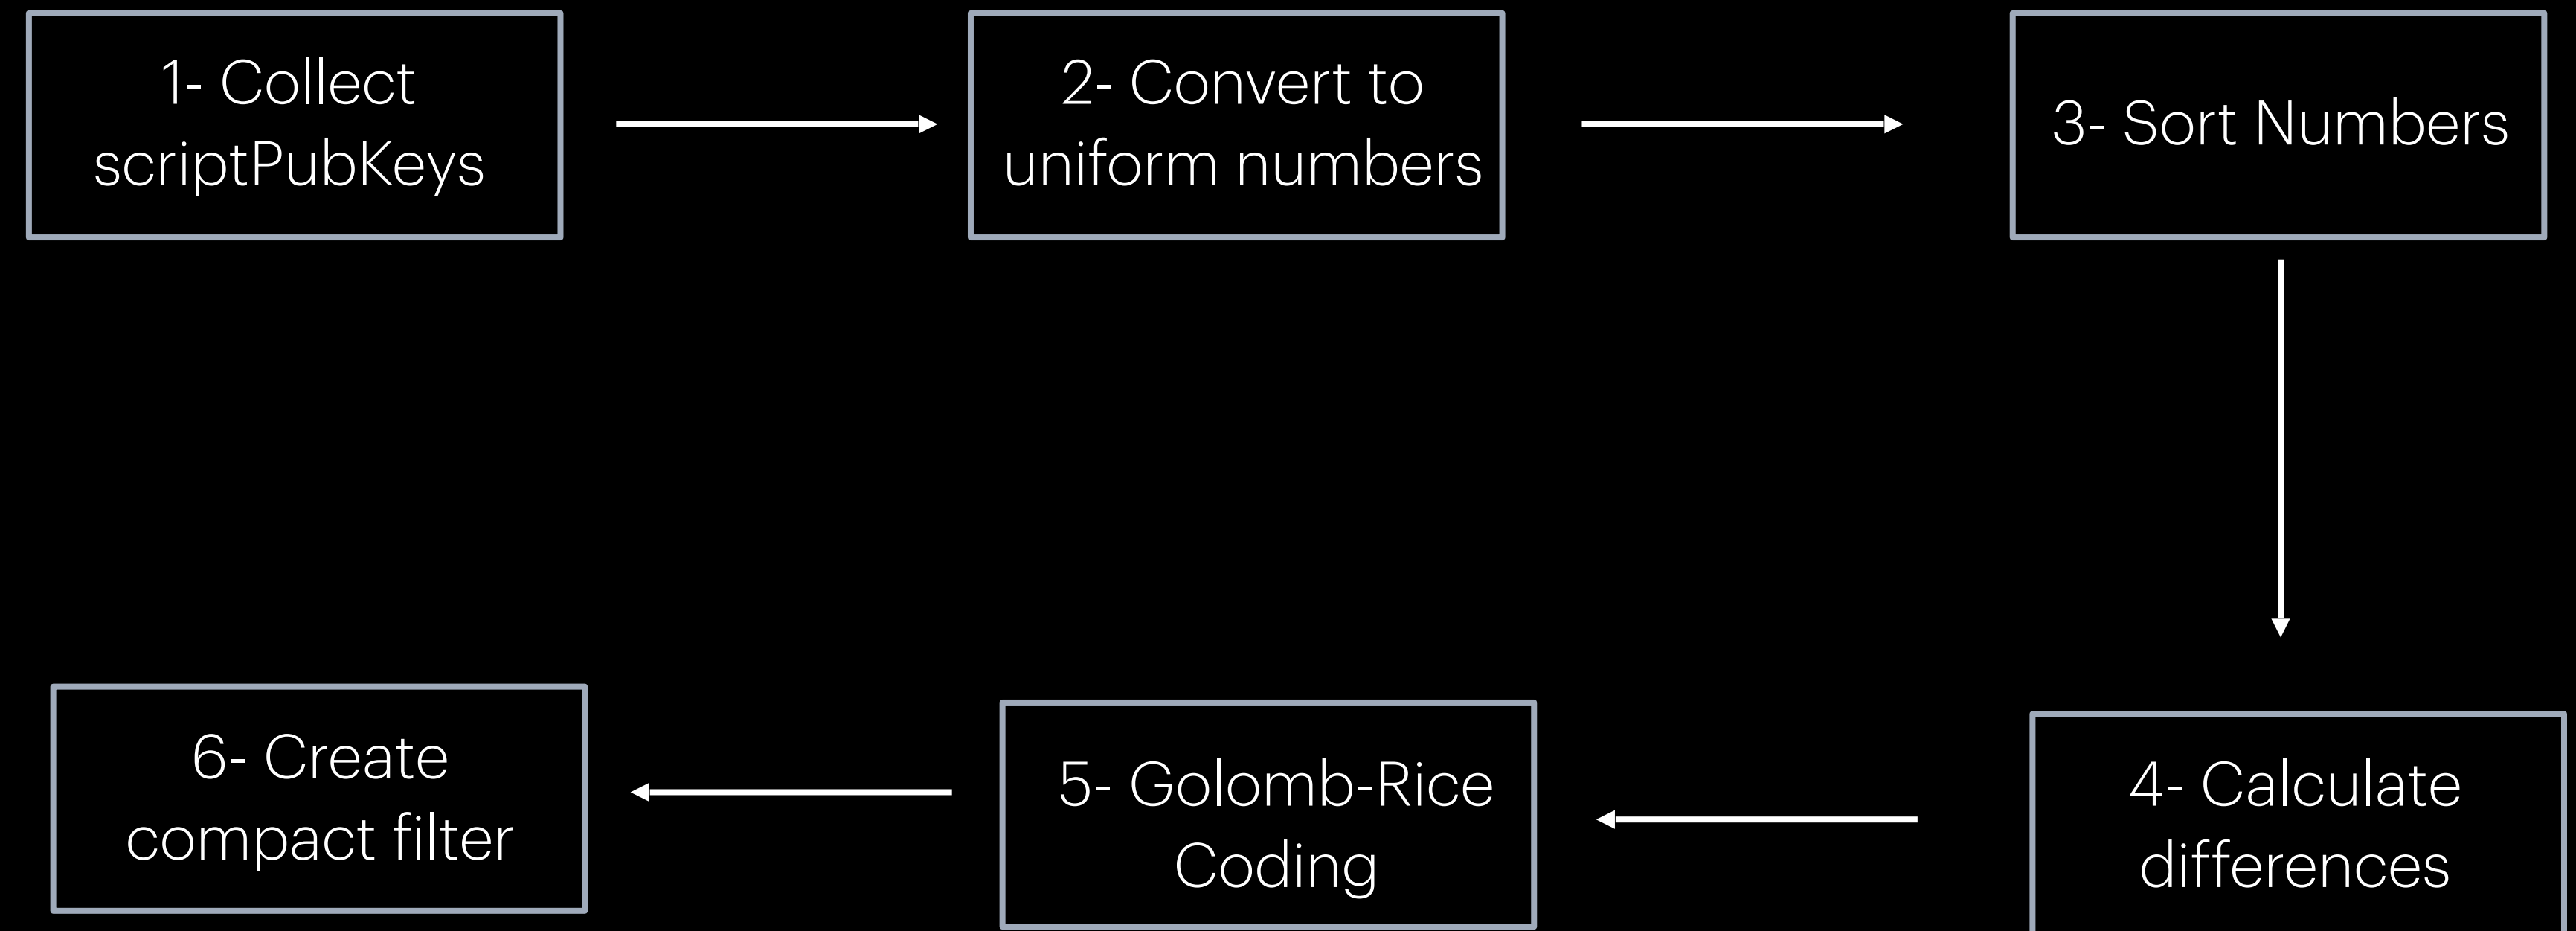 1- Collect
scriptPubKeys
2- Convert to
uniform numbers
3- Sort Numbers
4- Calculate
differences
5- Golomb-Rice
Coding
6- Create
compact filter